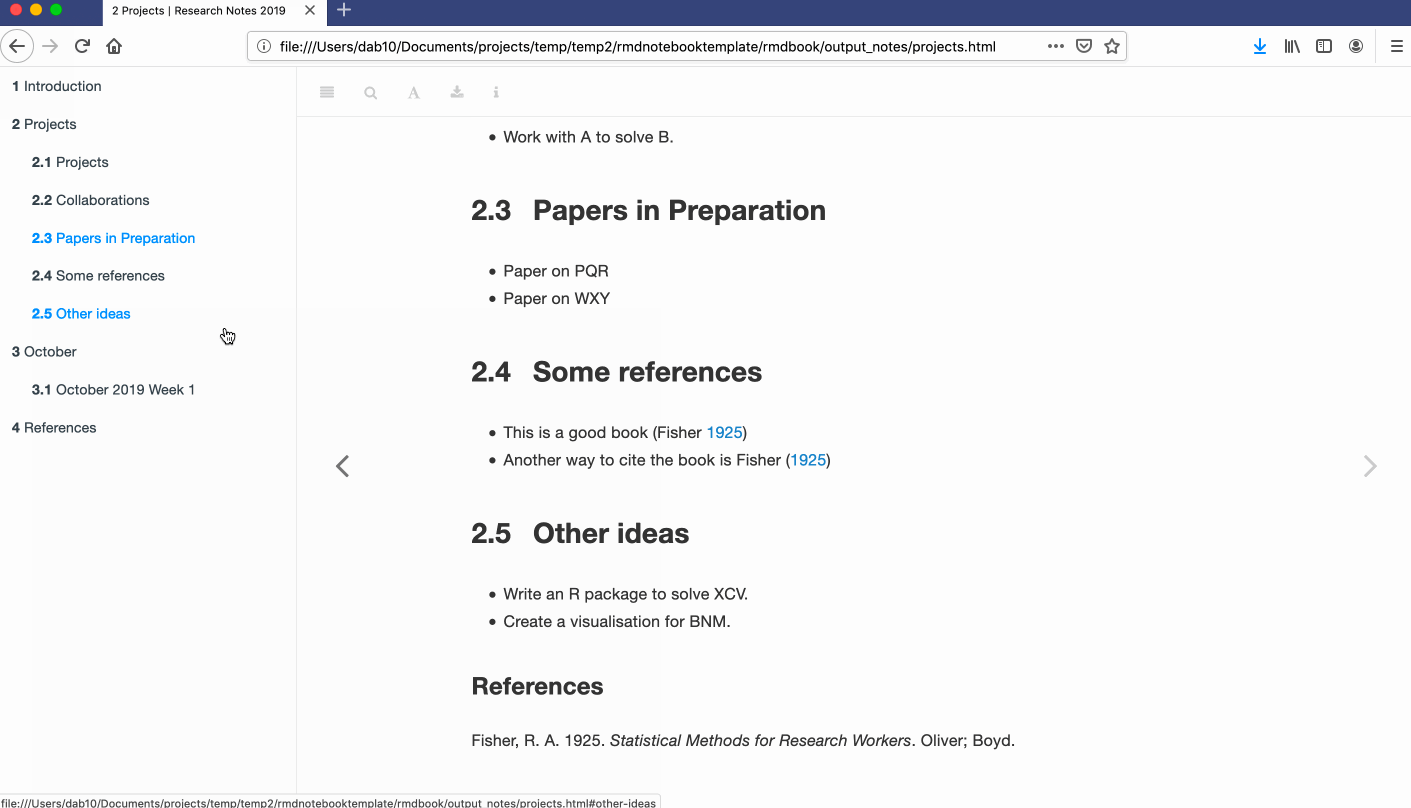 2 Projects | Research Notes 2019
file:///Users/dab10/Documents/projects/temp/temp2/rmdnotebooktemplate/rmdbook/output_notes/projects.html
1 Introduction
2 Projects
2.1 Projects
2.2 Collaborations
2.3 Papers in Preparation
2.4 Some references
2.5 Other ideas
3 October
3.1 October 2019 Week 1
4 References
A
i
• Work with A to solve B.
2.3 Papers in Preparation
• Paper on PQR
• Paper on WXY
2.4 Some references
• This is a good book (Fisher 1925)
• Another way to cite the book is Fisher (1925)
2.5 Other ideas
• Write an R package to solve XCV.
• Create a visualisation for BNM.
References
Fisher, R. A. 1925. Statistical Methods for Research Workers. Oliver; Boyd.
file:///Users/dab10/Documents/projects/temp/temp2/rmdnotebooktemplate/rmdbook/output_notes/projects.html#other-ideas